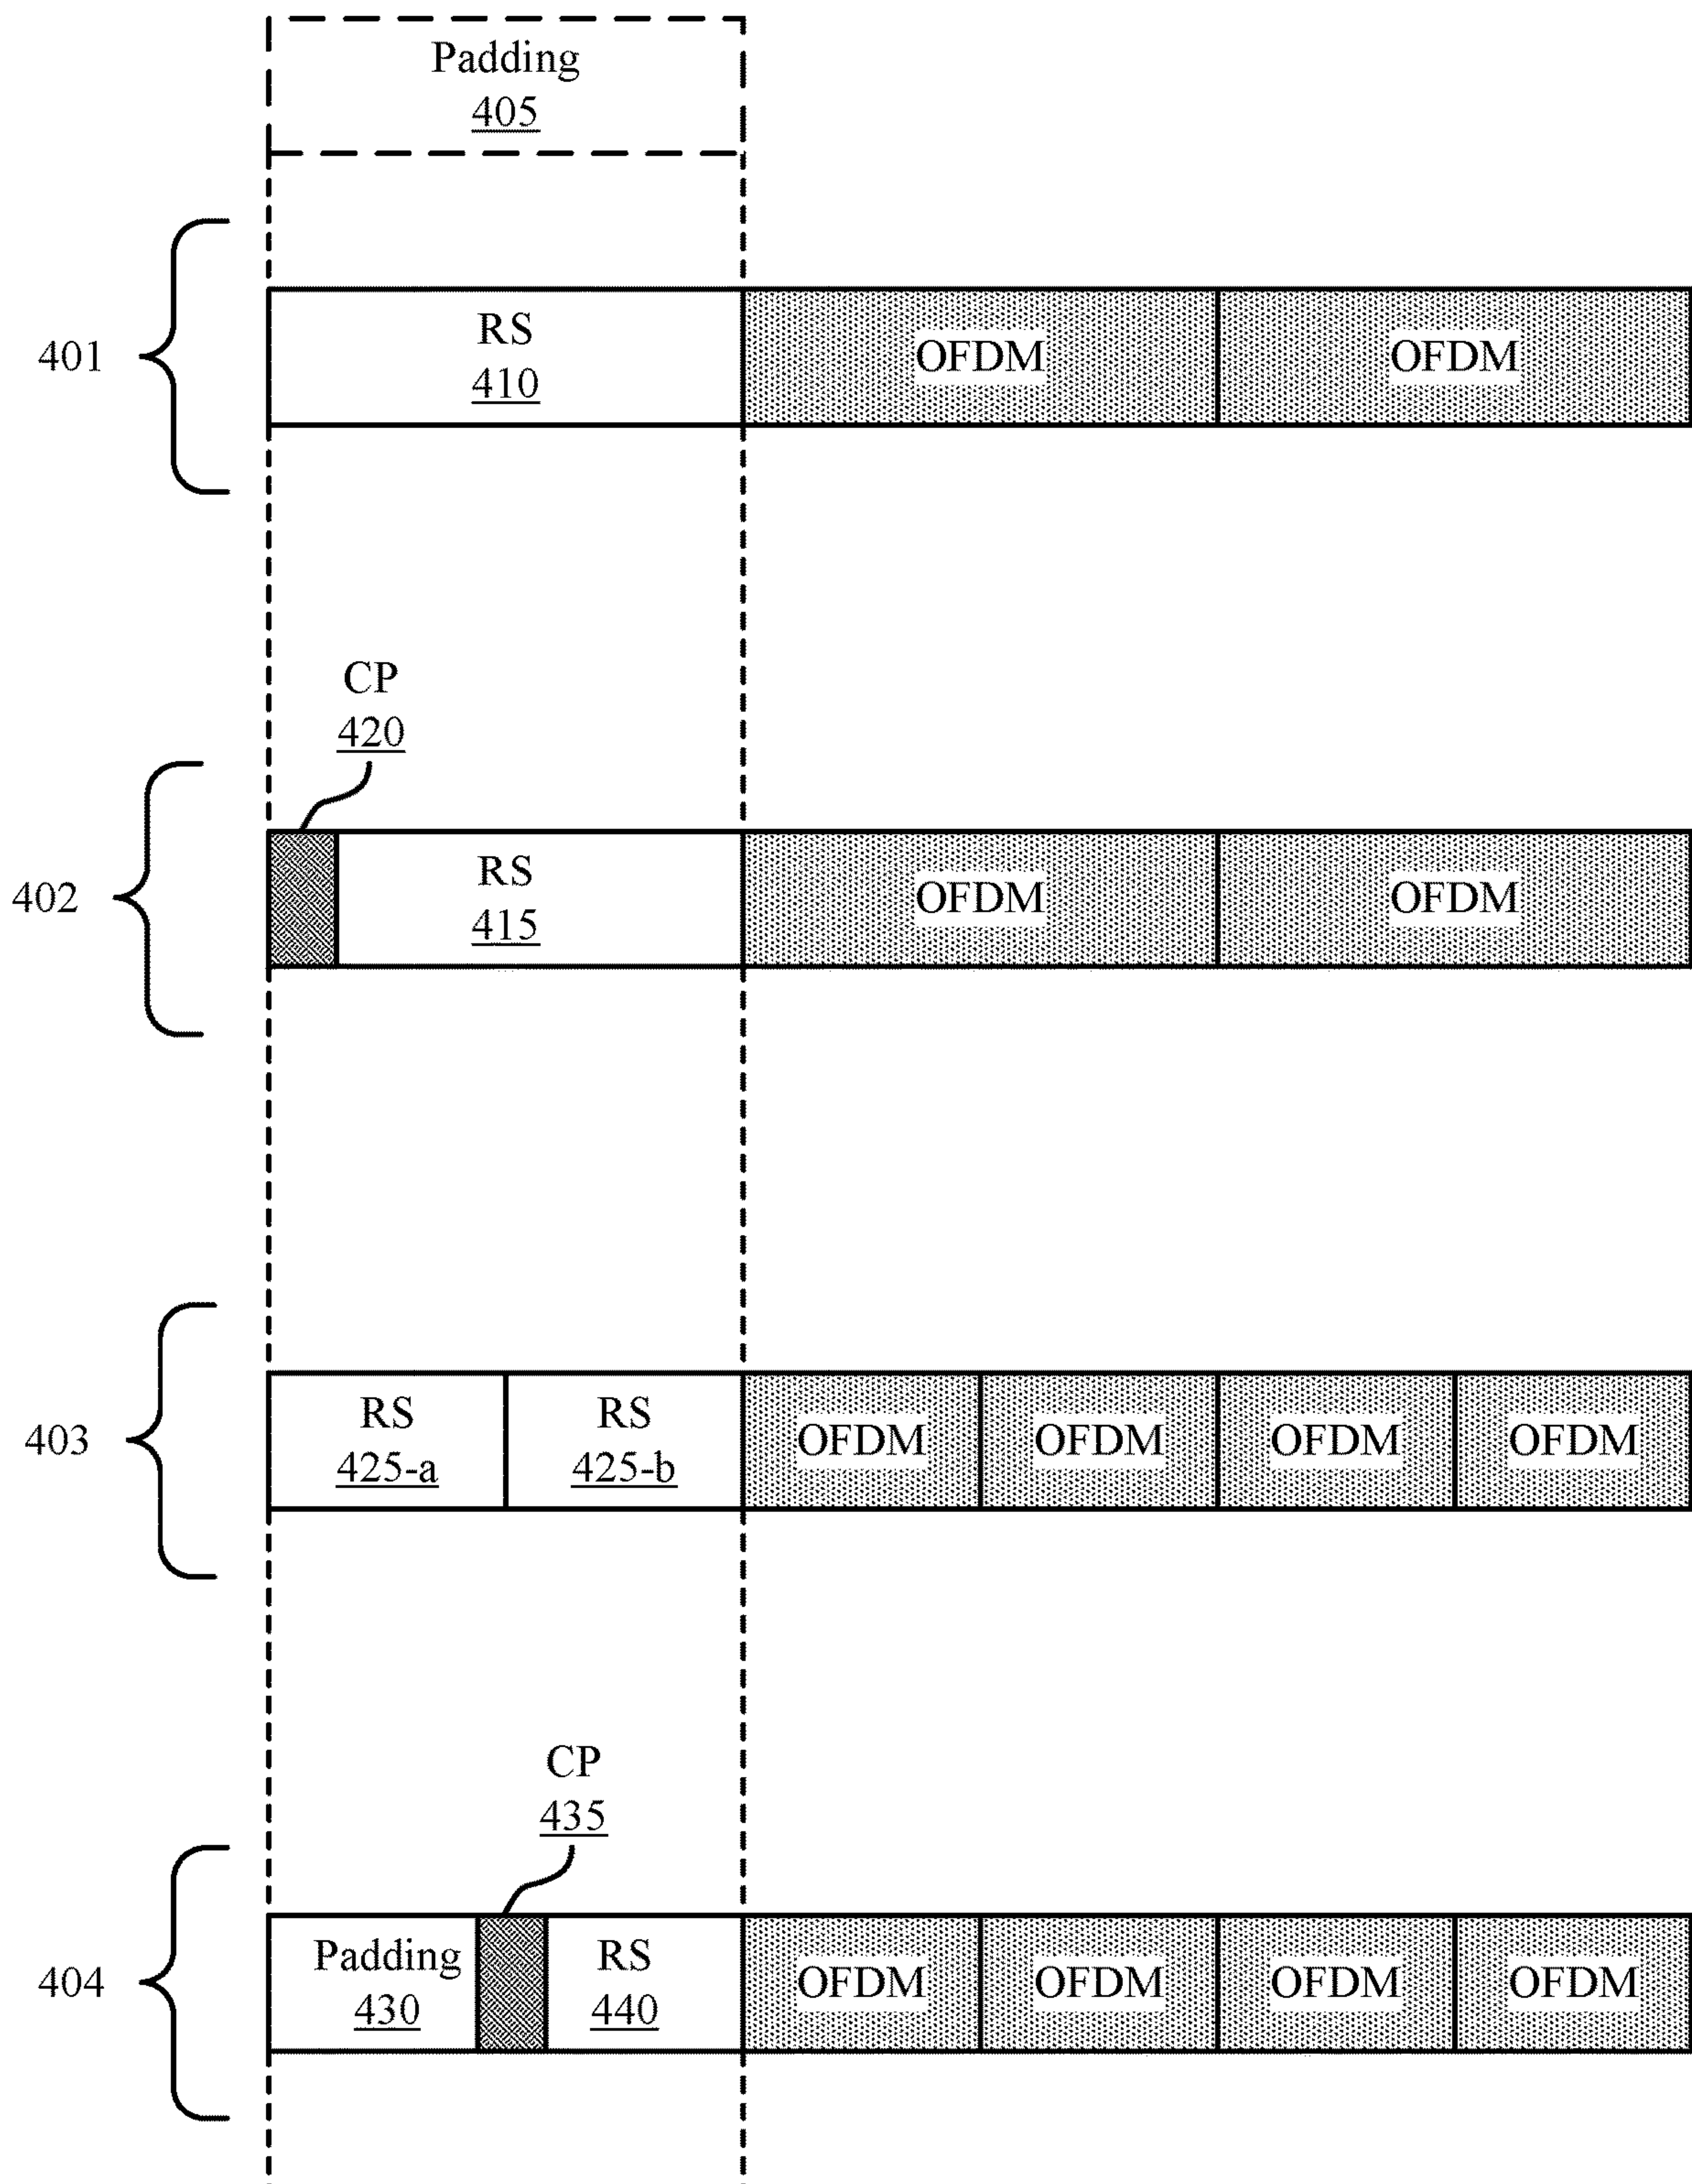 Padding
405
401
RS
410
OFDM
OFDM
CP
420
402
RS
415
OFDM
OFDM
403
RS
425-a
RS
425-b
OFDM
OFDM
OFDM
OFDM
CP
435
404
Padding
430
RS
440
OFDM
OFDM
OFDM
OFDM